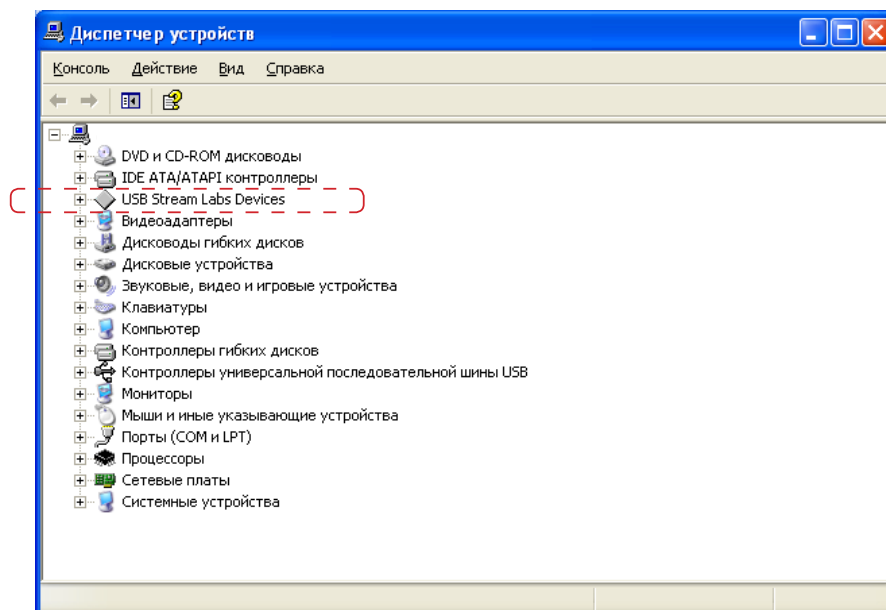 Диспетчер устройств
Консоль Действие Вид Справка
DVD и CD-ROM дисководы
IDE ATA/ATAPI контроллеры
USB Stream Labs Devices
Видеоадаптеры
Дисководы гибких дисков
Дисковые устройства
Звуковые, видео и игровые устройства
Клавиатуры
Компьютер
Контроллеры гибких дисков
Контроллеры универсальной последовательной шины USB
Мониторы
Мыши и иные указывающие устройства
Порты (COM и LPT)
Процессоры
Сетевые платы
Системные устройства